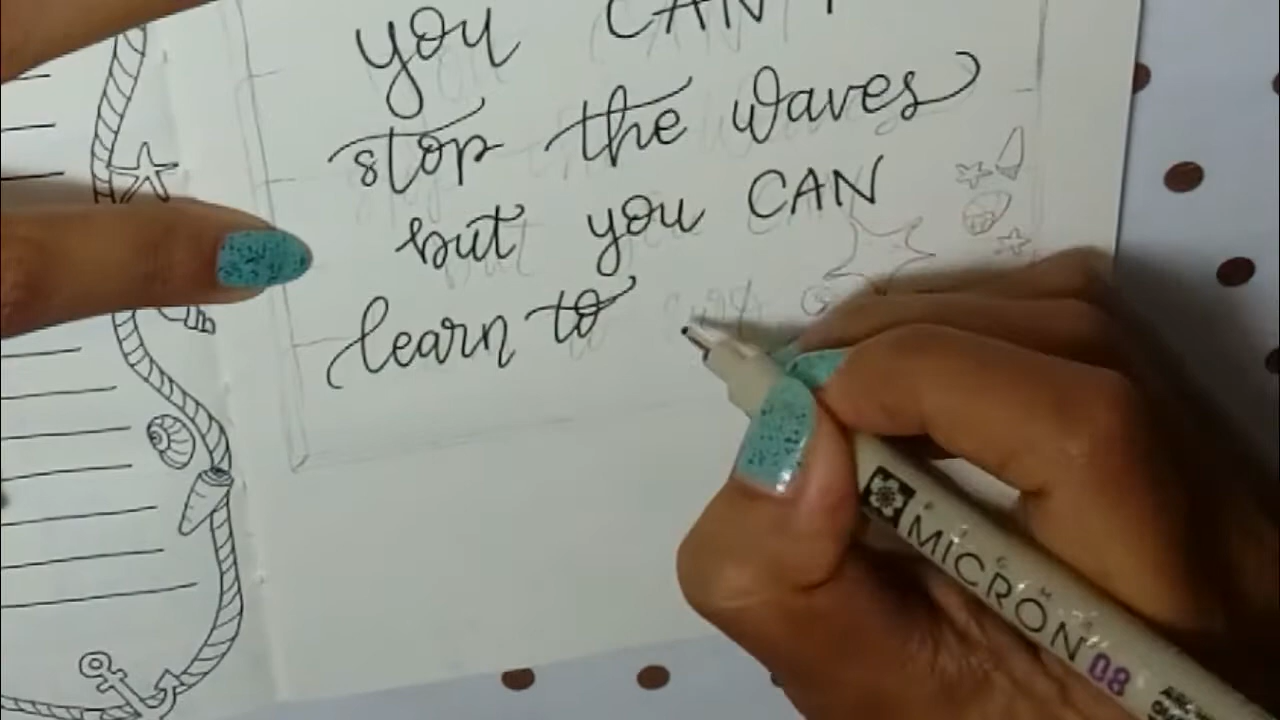 you CAN'T
stop the waves
but you CAN
learn to
MICRON 08